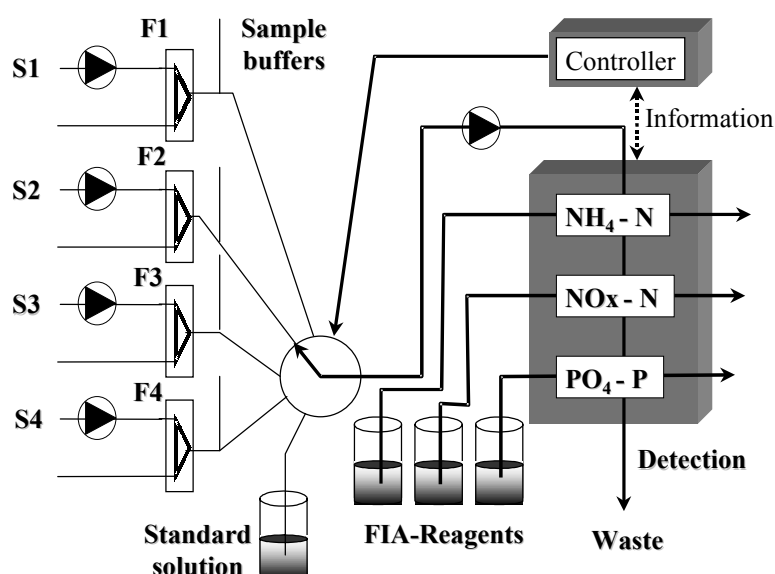 F1
Sample
buffers
S1
Controller
Information
F2
S2
NH₄ - N
F3
S3
NOx - N
F4
PO₄ - P
S4
Detection
Standard
solution
FIA-Reagents
Waste